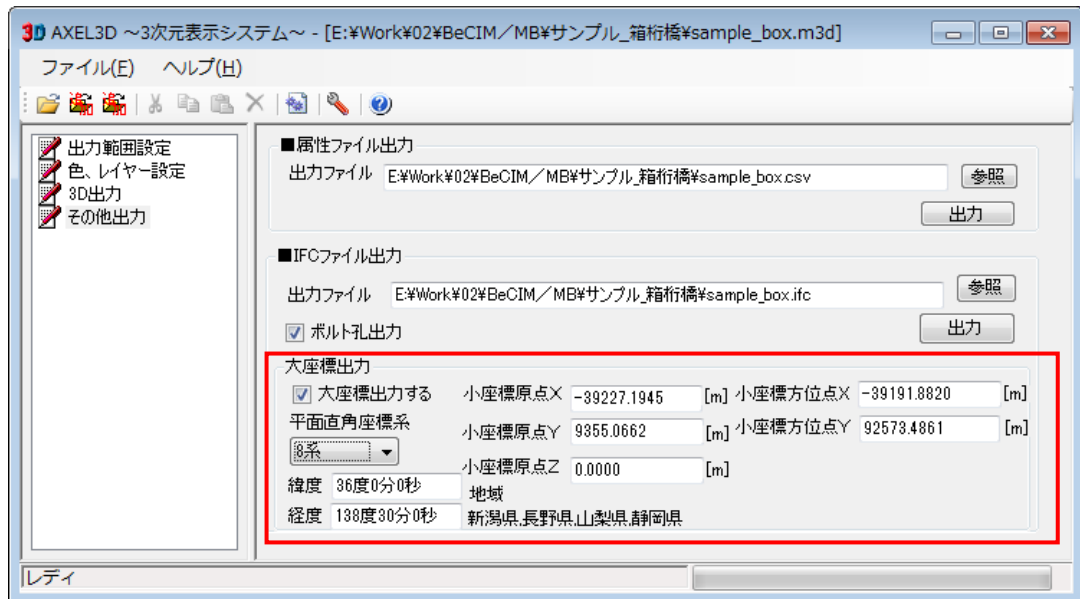 3D AXEL3D ～3次元表示システム～ - [E:¥Work¥02¥BeCIM／MB¥サンプル_箱桁橋¥sample_box.m3d]
ファイル(F) ヘルプ(H)
出力範囲設定
色、レイヤー設定
3D出力
その他出力
■属性ファイル出力
出力ファイル E:¥Work¥02¥BeCIM／MB¥サンプル_箱桁橋¥sample_box.csv 参照
出力
■IFCファイル出力
出力ファイル E:¥Work¥02¥BeCIM／MB¥サンプル_箱桁橋¥sample_box.ifc 参照
ボルト孔出力 出力
大座標出力
大座標出力する 小座標原点X -39227.1945 [m] 小座標方位点X -39191.8820 [m]
平面直角座標系 小座標原点Y 9355.0662 [m] 小座標方位点Y 92573.4861 [m]
8系 小座標原点Z 0.0000 [m]
緯度 36度0分0秒 地域
経度 138度30分0秒 新潟県,長野県,山梨県,静岡県
レディ